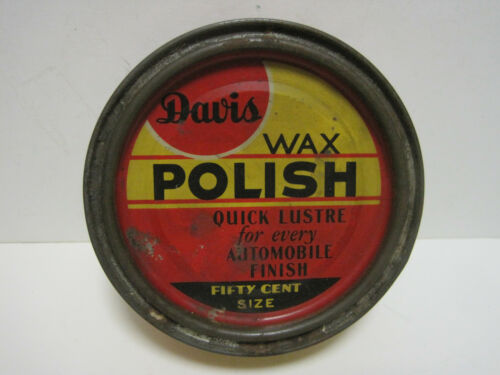 Davis
WAX
POLISH
QUICK LUSTRE
for every
AUTOMOBILE
FINISH
FIFTY CENT
SIZE